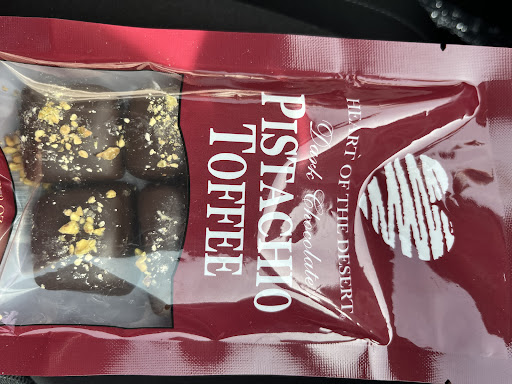 HEART OF THE DESERT
Dark Chocolate
PISTACHIO
TOFFEE